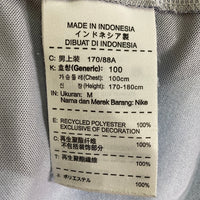 MADE IN INDONESIA
インドネシア製
DIBUAT DI INDONESIA
C: 男上装 170/88A
K: 호칭(Generic): 100
가슴둘레(Chest): 100cm
신장(Height): 170-180cm
IN: Ukuran: M
Nama dan Merek Barang: Nike
E: RECYCLED POLYESTER 100%
EXCLUSIVE OF DECORATION
C: 再生聚酯纤维 100%
不包括装饰部分
T: 再生聚酯纖維 100%
J: ポリエステル 100%